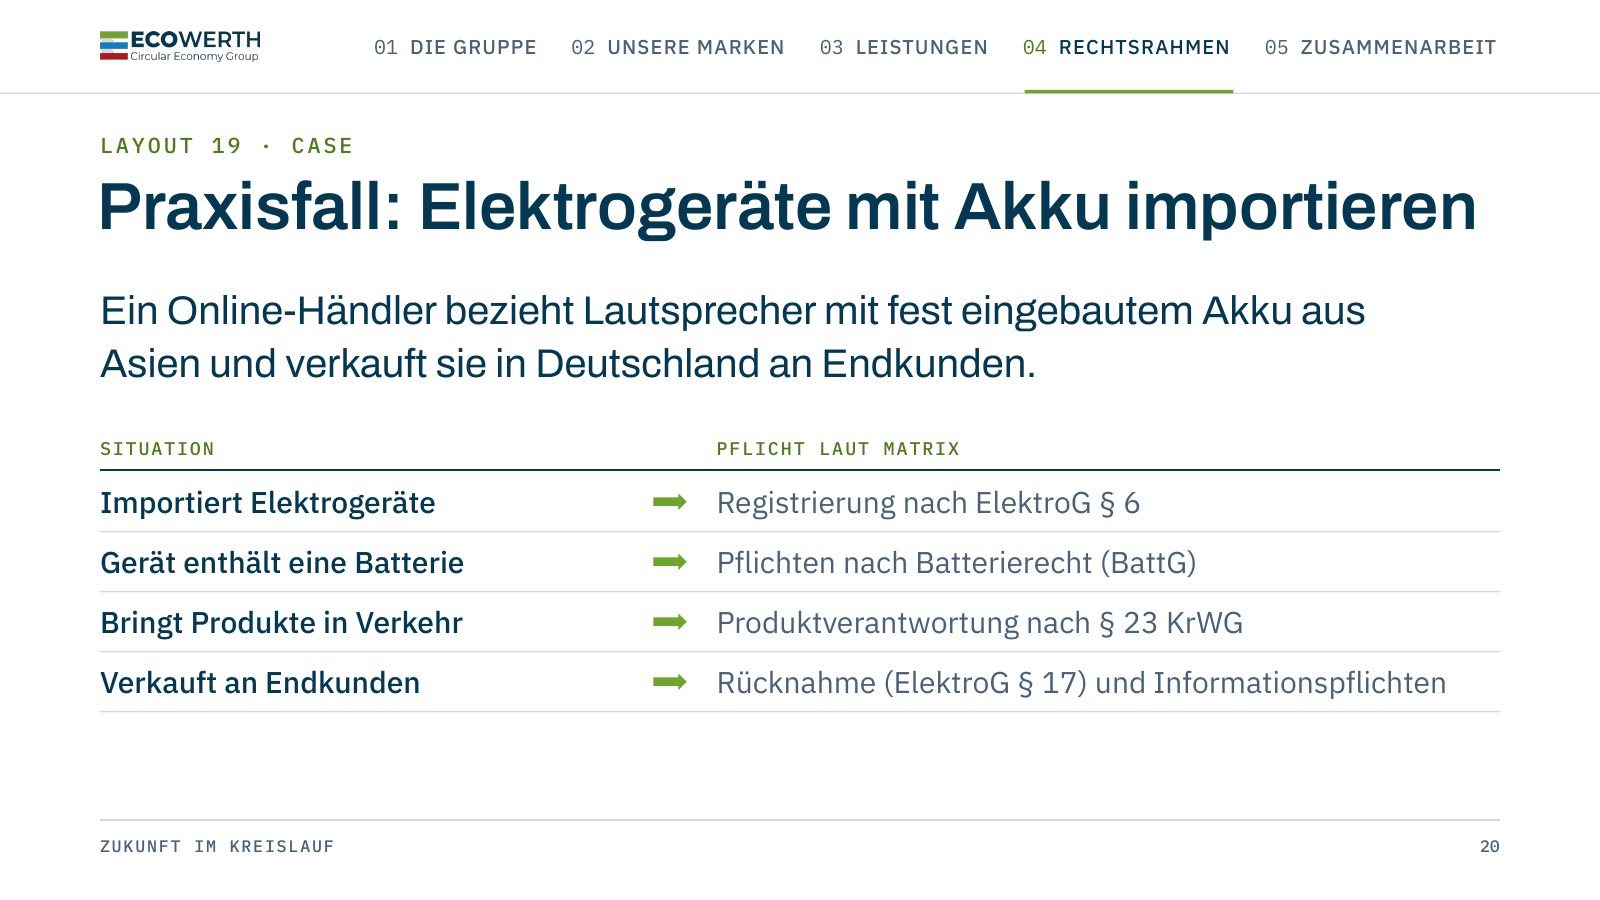 ECOWERTH
Circular Economy Group
01 DIE GRUPPE 02 UNSERE MARKEN 03 LEISTUNGEN 04 RECHTSRAHMEN 05 ZUSAMMENARBEIT
LAYOUT 19 · CASE
Praxisfall: Elektrogeräte mit Akku importieren
Ein Online-Händler bezieht Lautsprecher mit fest eingebautem Akku aus
Asien und verkauft sie in Deutschland an Endkunden.
SITUATION PFLICHT LAUT MATRIX
Importiert Elektrogeräte Registrierung nach ElektroG § 6
Gerät enthält eine Batterie Pflichten nach Batterierecht (BattG)
Bringt Produkte in Verkehr Produktverantwortung nach § 23 KrWG
Verkauft an Endkunden Rücknahme (ElektroG § 17) und Informationspflichten
ZUKUNFT IM KREISLAUF 20